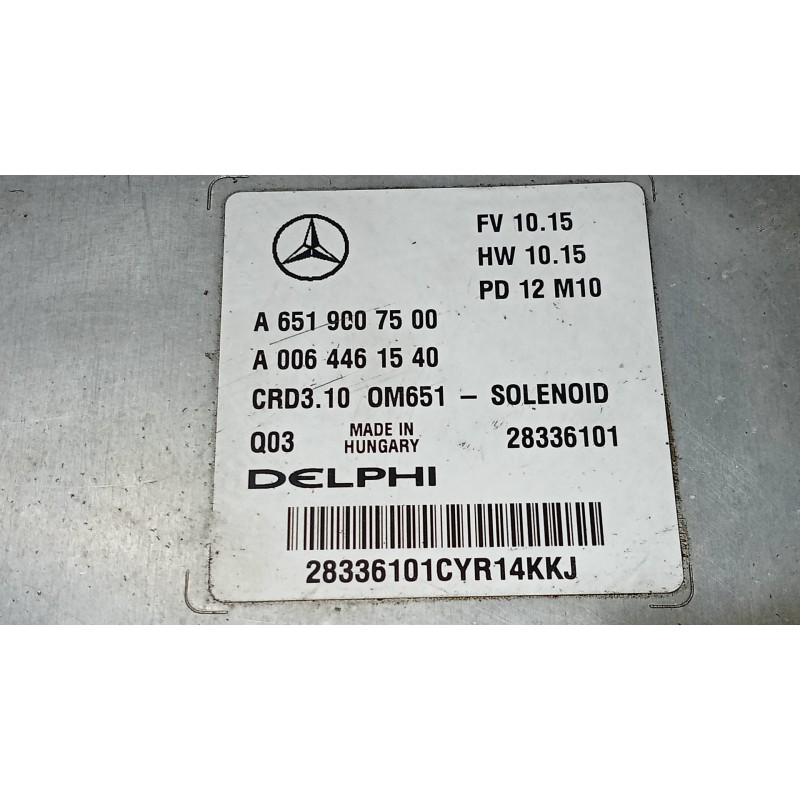 FV 10.15
HW 10.15
PD 12 M10
A 651 900 75 00
A 006 446 15 40
CRD3.10 OM651 – SOLENOID
Q03 MADE IN HUNGARY 28336101
DELPHI
28336101CYR14KKJ